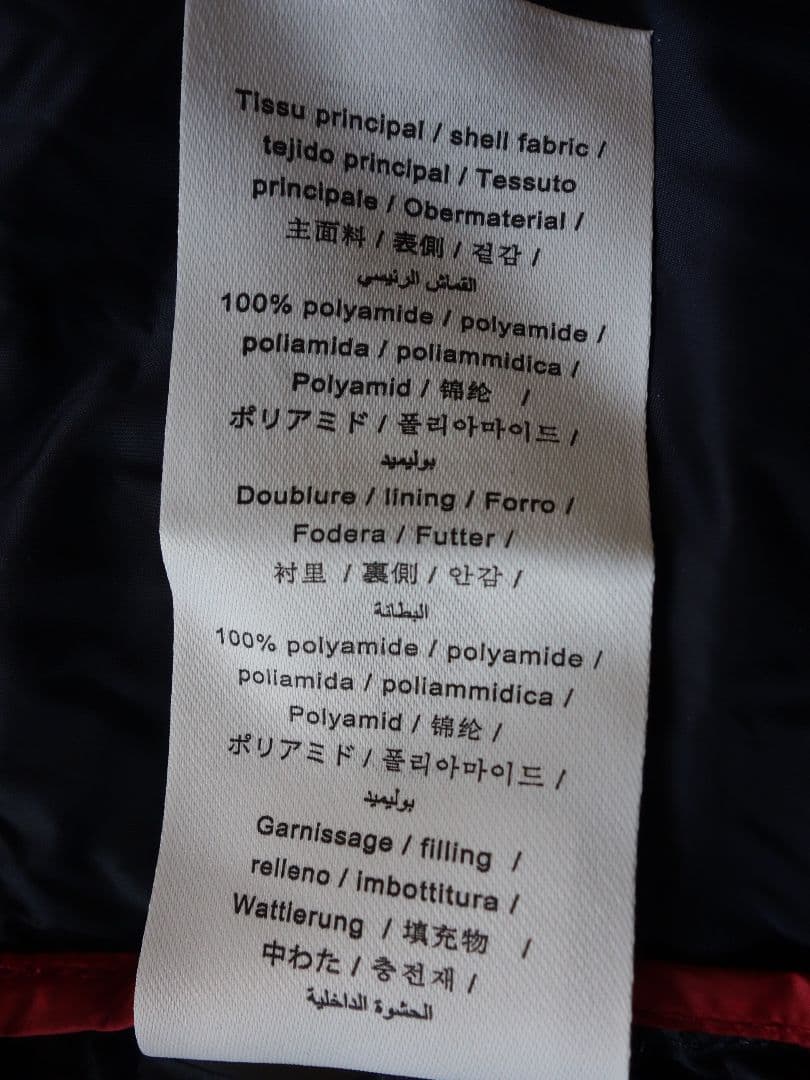 Tissu principal / shell fabric /
tejido principal / Tessuto
principale / Obermaterial /
主面料 / 表側 / 겉감 /
القماش الرئيسي
100% polyamide / polyamide /
poliamida / poliammidica /
Polyamid / 锦纶 /
ポリアミド / 폴리아마이드 /
بوليميد
Doublure / lining / Forro /
Fodera / Futter /
衬里 / 裏側 / 안감 /
البطانة
100% polyamide / polyamide /
poliamida / poliammidica /
Polyamid / 锦纶 /
ポリアミド / 폴리아마이드 /
بوليميد
Garnissage / filling /
relleno / imbottitura /
Wattierung / 填充物 /
中わた / 충전재 /
الحشوة الداخلية